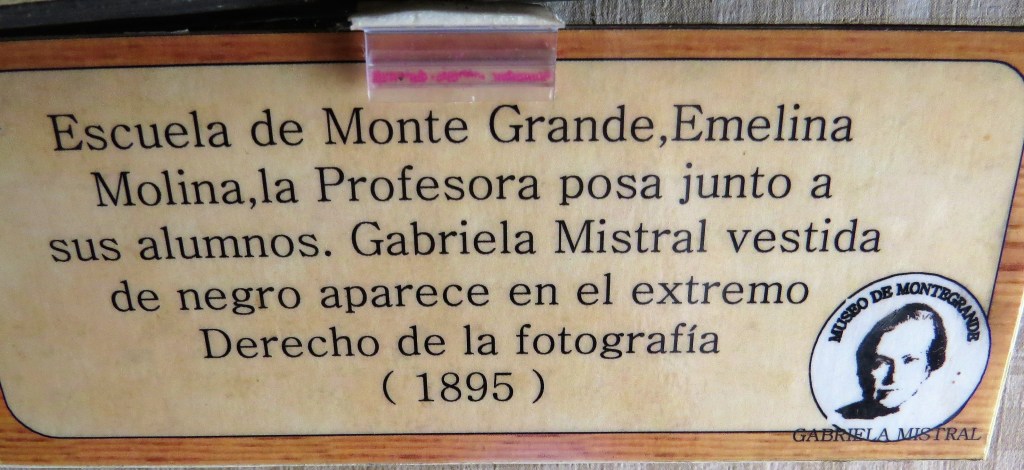 Escuela de Monte Grande,Emelina
Molina,la Profesora posa junto a
sus alumnos. Gabriela Mistral vestida
de negro aparece en el extremo
Derecho de la fotografía
( 1895 )
MUSEO DE MONTEGRANDE
GABRIELA MISTRAL